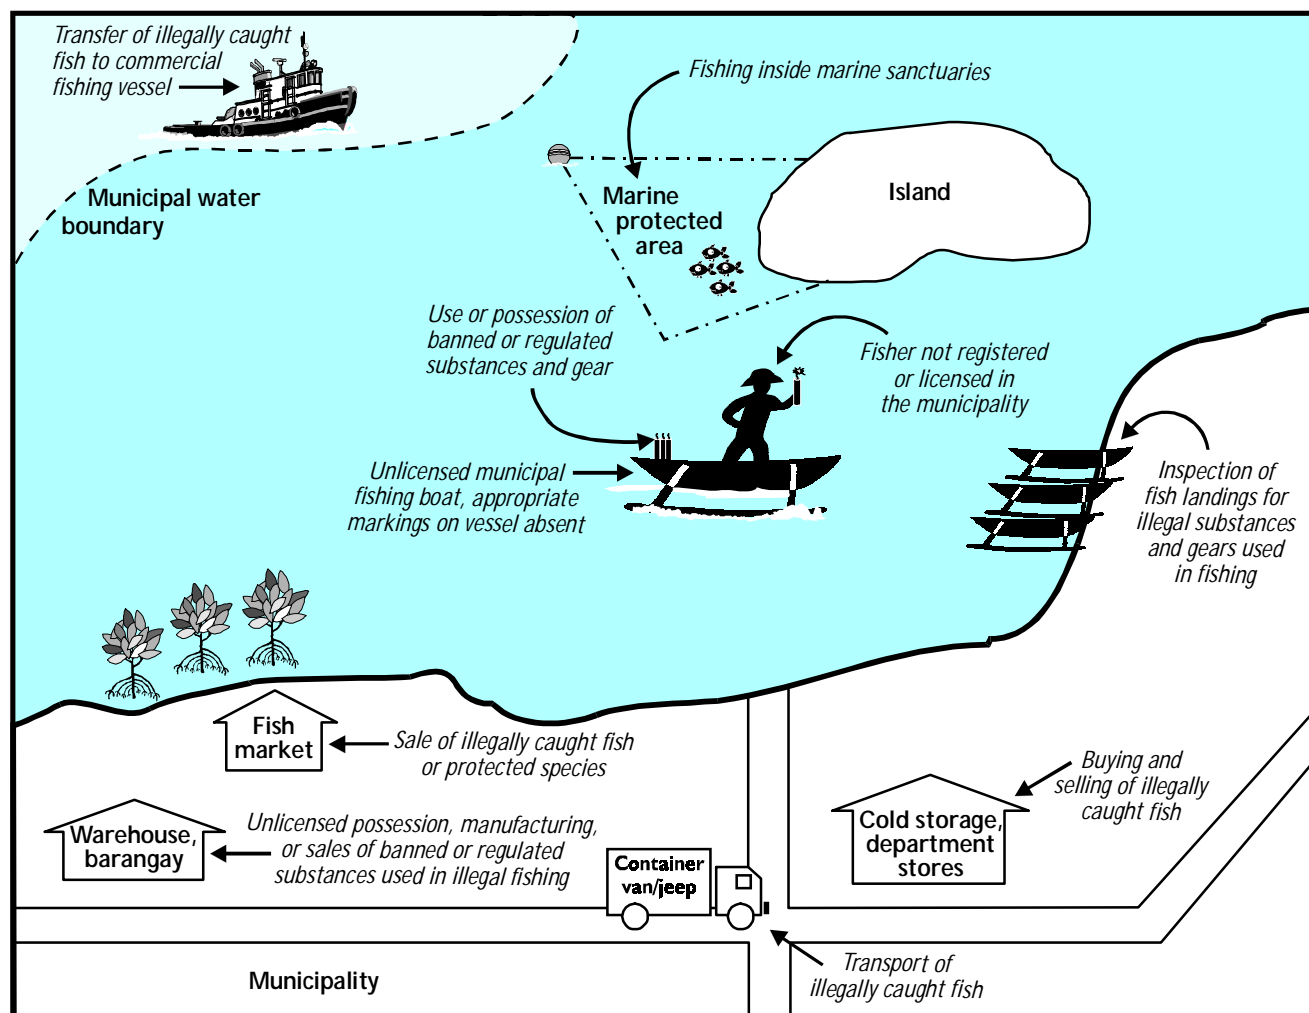 Transfer of illegally caught
fish to commercial
fishing vessel
Fishing inside marine sanctuaries
Municipal water
boundary
Marine
protected
area
Island
Use or possession of
banned or regulated
substances and gear
Fisher not registered
or licensed in
the municipality
Unlicensed municipal
fishing boat, appropriate
markings on vessel absent
Inspection of
fish landings for
illegal substances
and gears used
in fishing
Fish
market
Sale of illegally caught fish
or protected species
Buying and
selling of illegally
caught fish
Warehouse,
barangay
Unlicensed possession, manufacturing,
or sales of banned or regulated
substances used in illegal fishing
Cold storage,
department
stores
Container
van/jeep
Transport of
illegally caught fish
Municipality